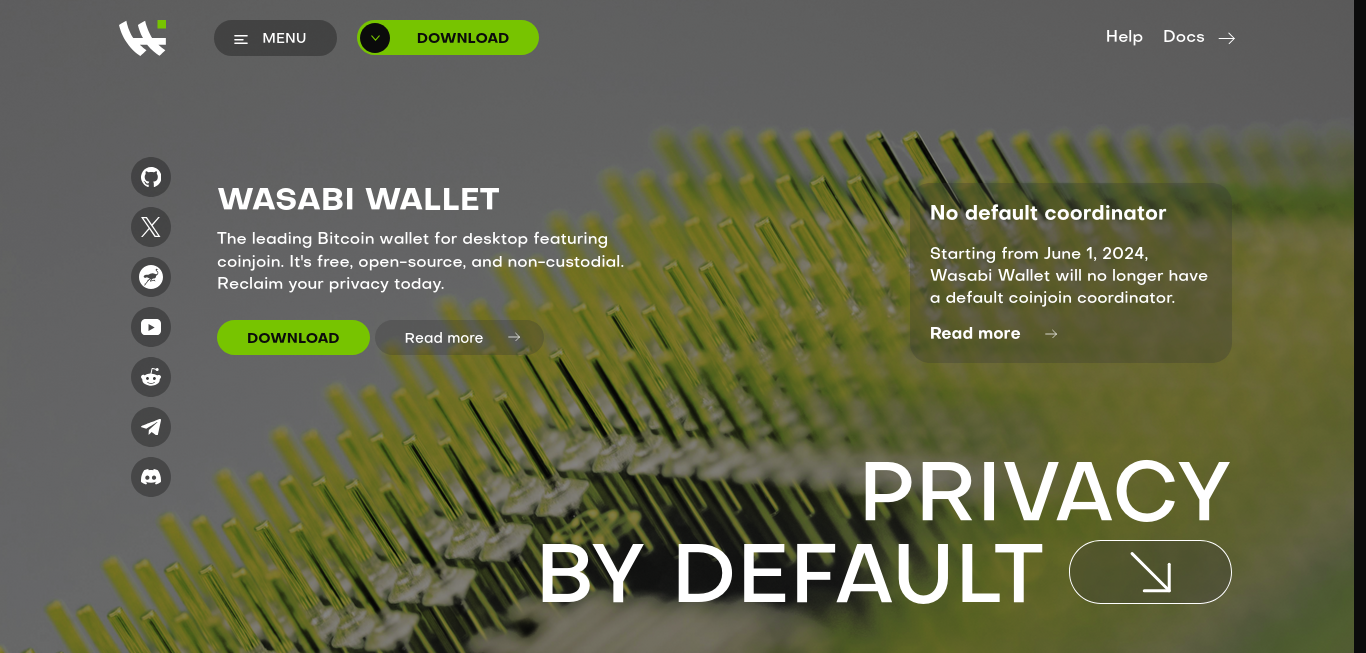 MENU
DOWNLOAD
Help
Docs
WASABI WALLET
The leading Bitcoin wallet for desktop featuring
coinjoin. It's free, open-source, and non-custodial.
Reclaim your privacy today.
DOWNLOAD
Read more
No default coordinator
Starting from June 1, 2024,
Wasabi Wallet will no longer have
a default coinjoin coordinator.
Read more
PRIVACY
BY DEFAULT